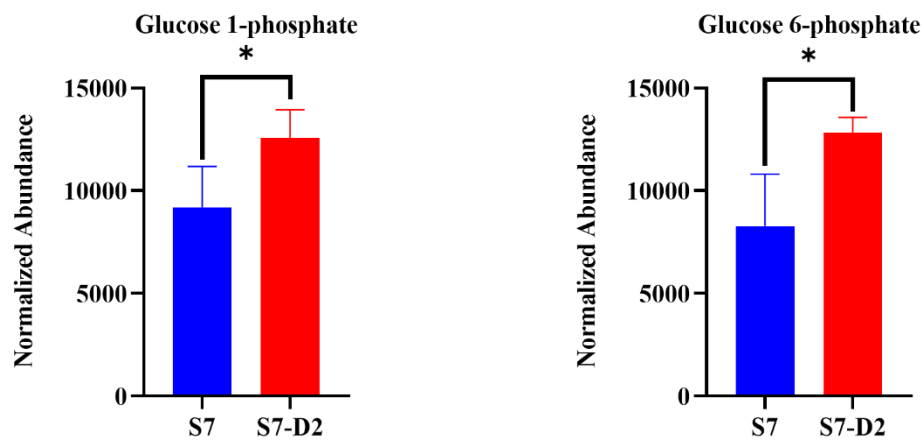 Glucose 1-phosphate
*
Normalized Abundance
15000
10000
5000
0
S7 S7-D2
Glucose 6-phosphate
*
Normalized Abundance
15000
10000
5000
0
S7 S7-D2